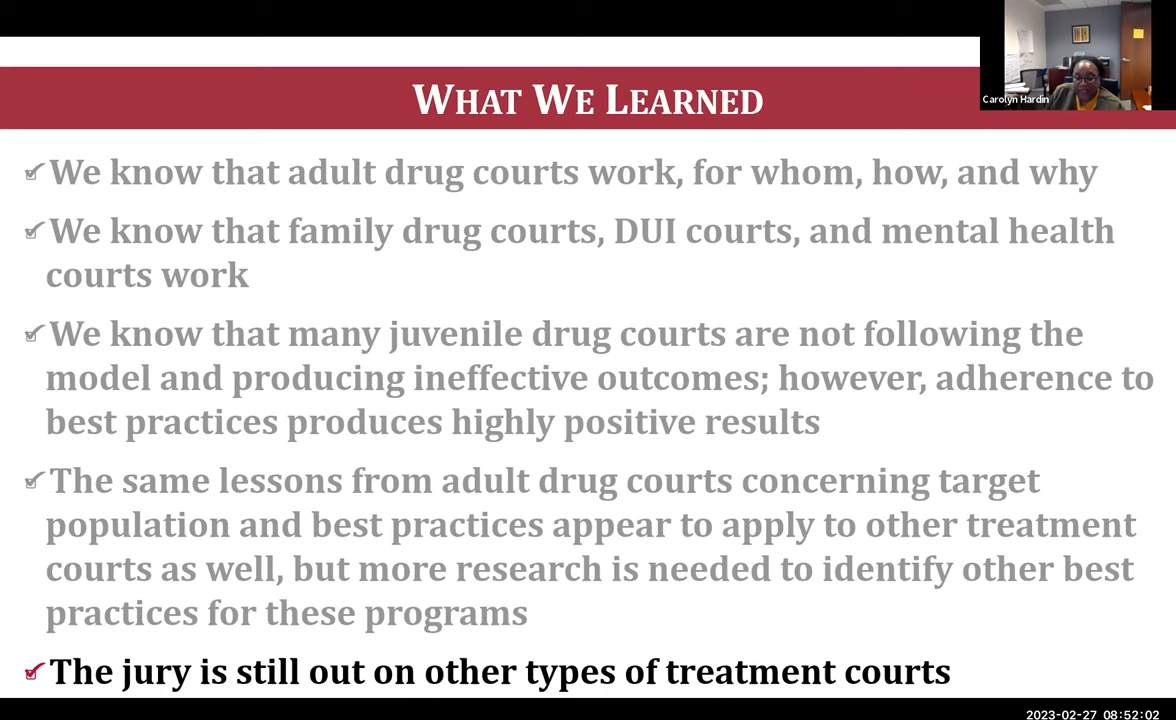 WHAT WE LEARNED
Carolyn Hardin
We know that adult drug courts work, for whom, how, and why
We know that family drug courts, DUI courts, and mental health
courts work
We know that many juvenile drug courts are not following the
model and producing ineffective outcomes; however, adherence to
best practices produces highly positive results
The same lessons from adult drug courts concerning target
population and best practices appear to apply to other treatment
courts as well, but more research is needed to identify other best
practices for these programs
The jury is still out on other types of treatment courts
2023-02-27 08:52:02